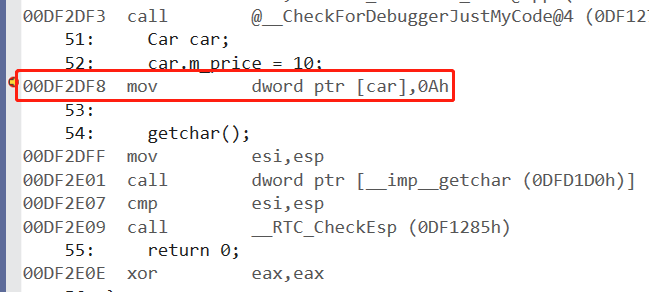 00DF2DF3 call @__CheckForDebuggerJustMyCode@4 (0DF12
51: Car car;
52: car.m_price = 10;
00DF2DF8 mov dword ptr [car],0Ah
53:
54: getchar();
00DF2DFF mov esi,esp
00DF2E01 call dword ptr [__imp__getchar (0DFD1D0h)]
00DF2E07 cmp esi,esp
00DF2E09 call __RTC_CheckEsp (0DF1285h)
55: return 0;
00DF2E0E xor eax,eax